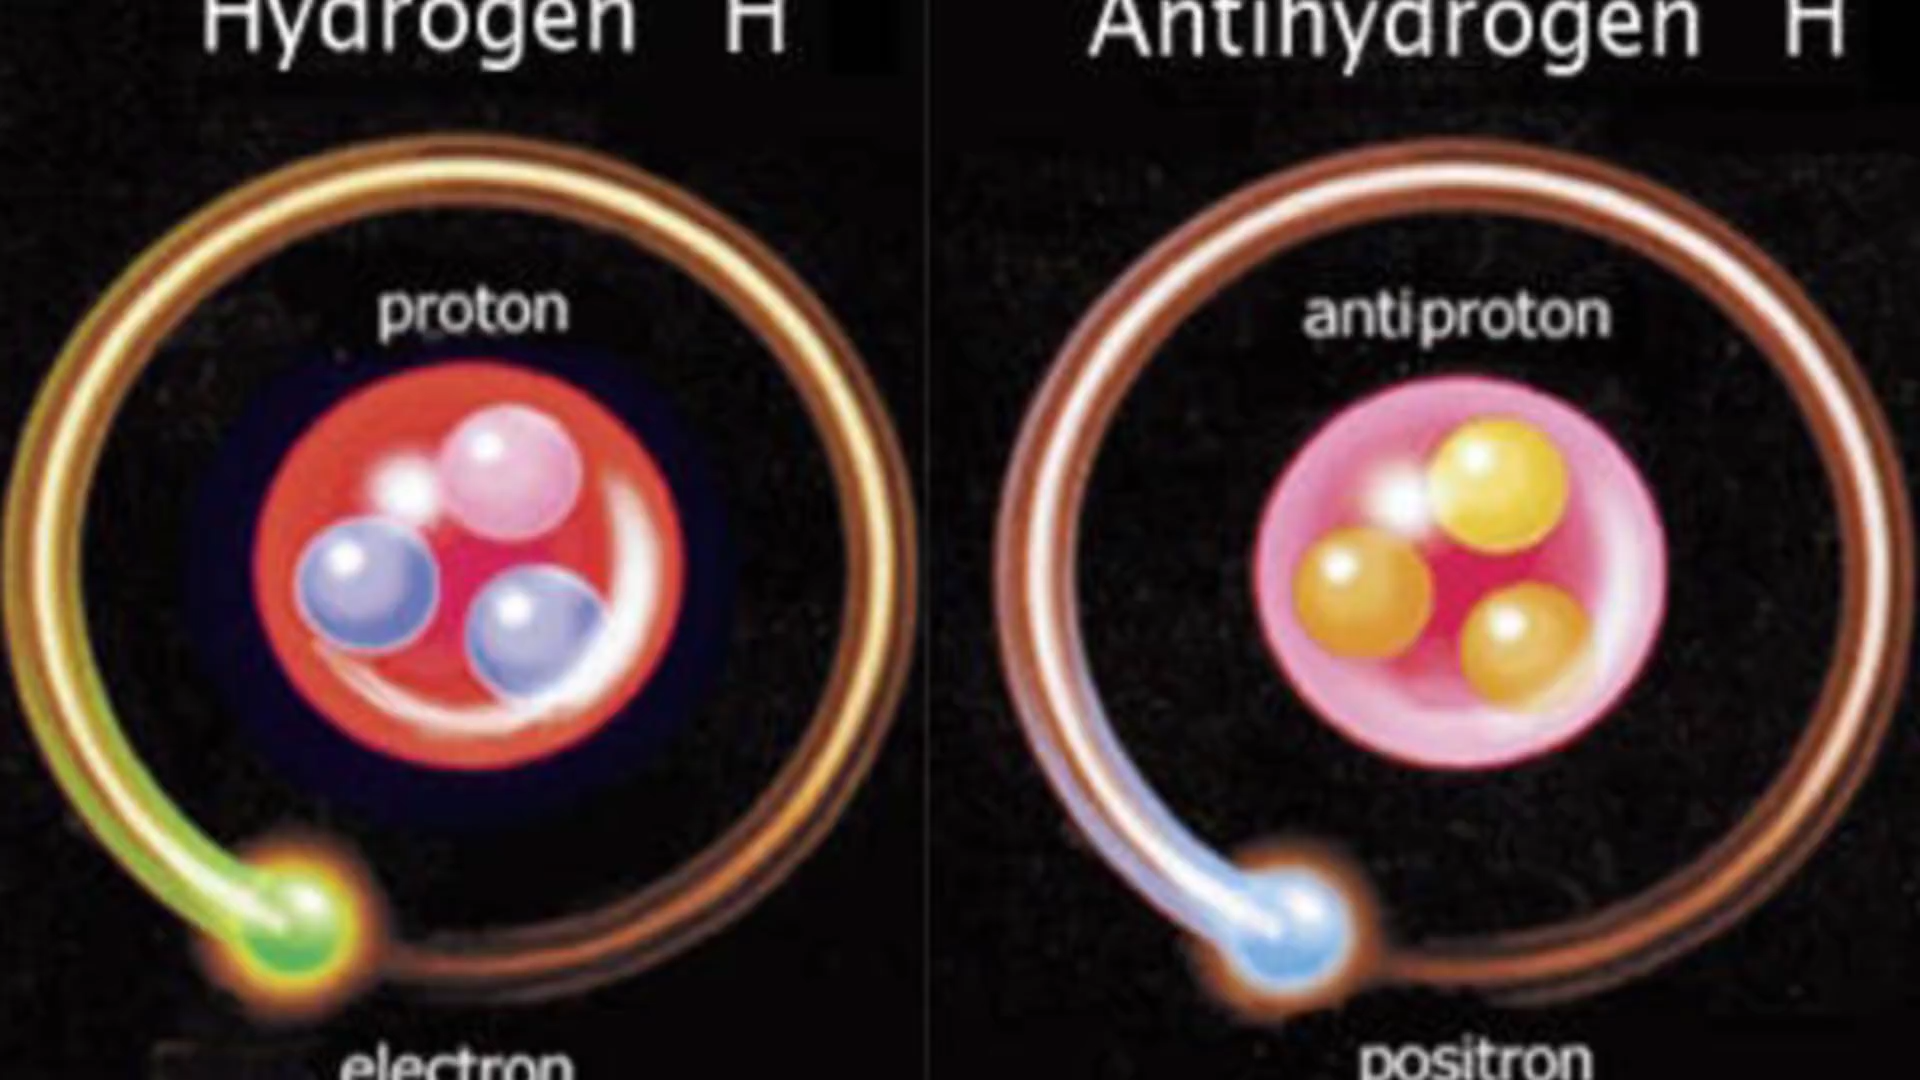 Hydrogen H
Antihydrogen H
proton
antiproton
electron
positron